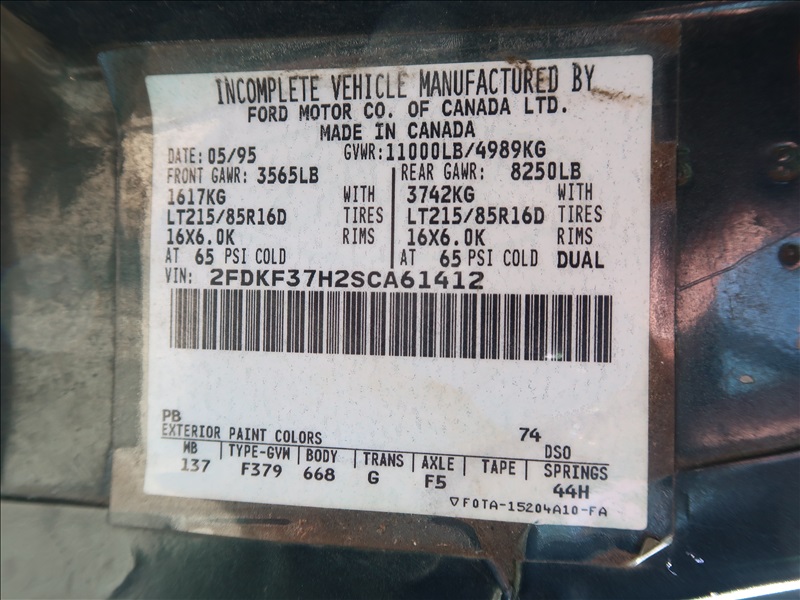 INCOMPLETE VEHICLE MANUFACTURED BY
FORD MOTOR CO. OF CANADA LTD.
MADE IN CANADA
DATE: 05/95 GVWR: 11000LB/4989KG
FRONT GAWR: 3565LB REAR GAWR: 8250LB
1617KG WITH 3742KG WITH
LT215/85R16D TIRES LT215/85R16D TIRES
16X6.0K RIMS 16X6.0K RIMS
AT 65 PSI COLD AT 65 PSI COLD DUAL
VIN: 2FDKF37H2SCA61412
PB 74
EXTERIOR PAINT COLORS DSO
WB TYPE-GVW BODY TRANS AXLE TAPE SPRINGS
137 F379 668 G F5 44H
▽F0TA-15204A10-FA